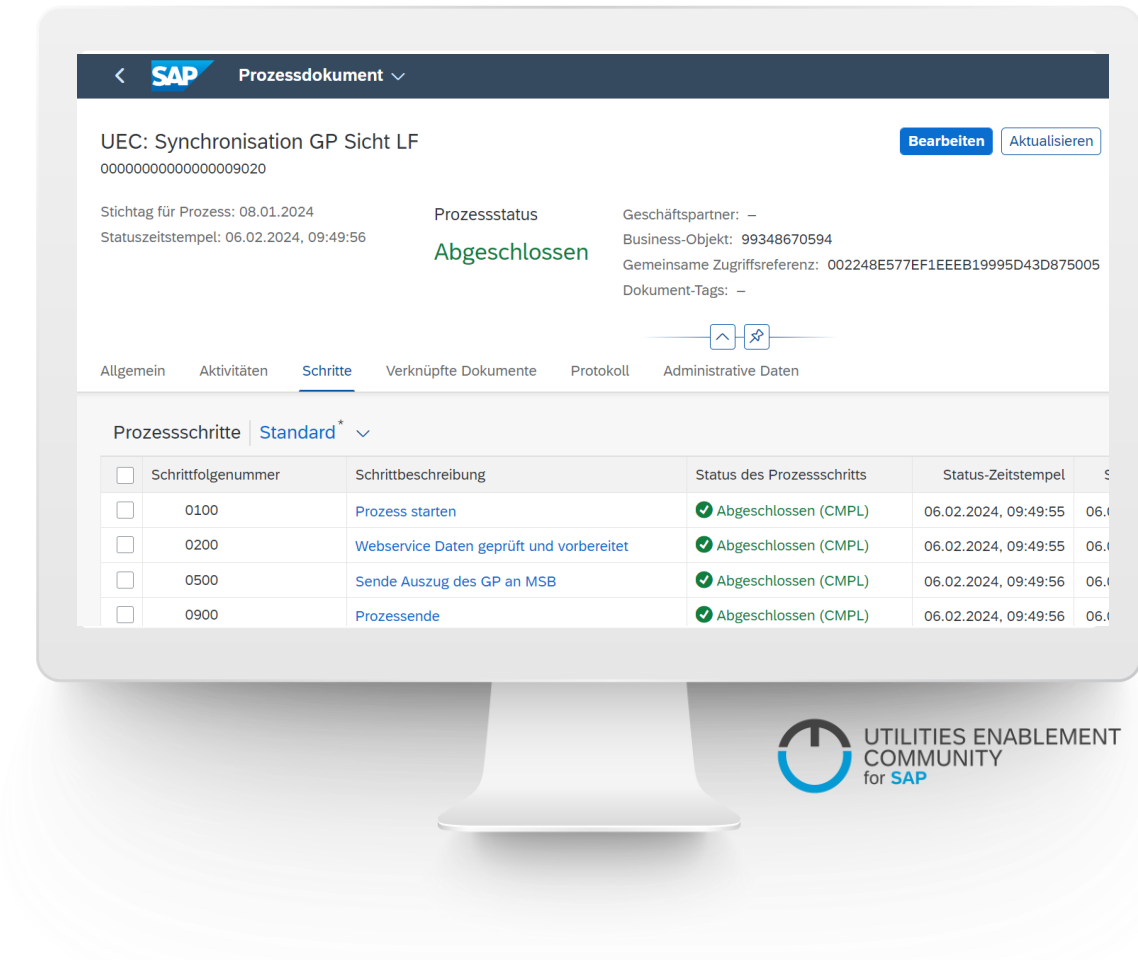 SAP Prozessdokument
UEC: Synchronisation GP Sicht LF
00000000000000009020
Bearbeiten Aktualisieren
Stichtag für Prozess: 08.01.2024
Statuszeitstempel: 06.02.2024, 09:49:56
Prozessstatus
Abgeschlossen
Geschäftspartner: –
Business-Objekt: 99348670594
Gemeinsame Zugriffsreferenz: 002248E577EF1EEEB19995D43D875005
Dokument-Tags: –
Allgemein Aktivitäten Schritte Verknüpfte Dokumente Protokoll Administrative Daten
Prozessschritte Standard*
Schrittfolgenummer Schrittbeschreibung Status des Prozessschritts Status-Zeitstempel
0100 Prozess starten Abgeschlossen (CMPL) 06.02.2024, 09:49:55 06.
0200 Webservice Daten geprüft und vorbereitet Abgeschlossen (CMPL) 06.02.2024, 09:49:55 06.
0500 Sende Auszug des GP an MSB Abgeschlossen (CMPL) 06.02.2024, 09:49:56 06.
0900 Prozessende Abgeschlossen (CMPL) 06.02.2024, 09:49:56 06.
UTILITIES ENABLEMENT
COMMUNITY
for SAP